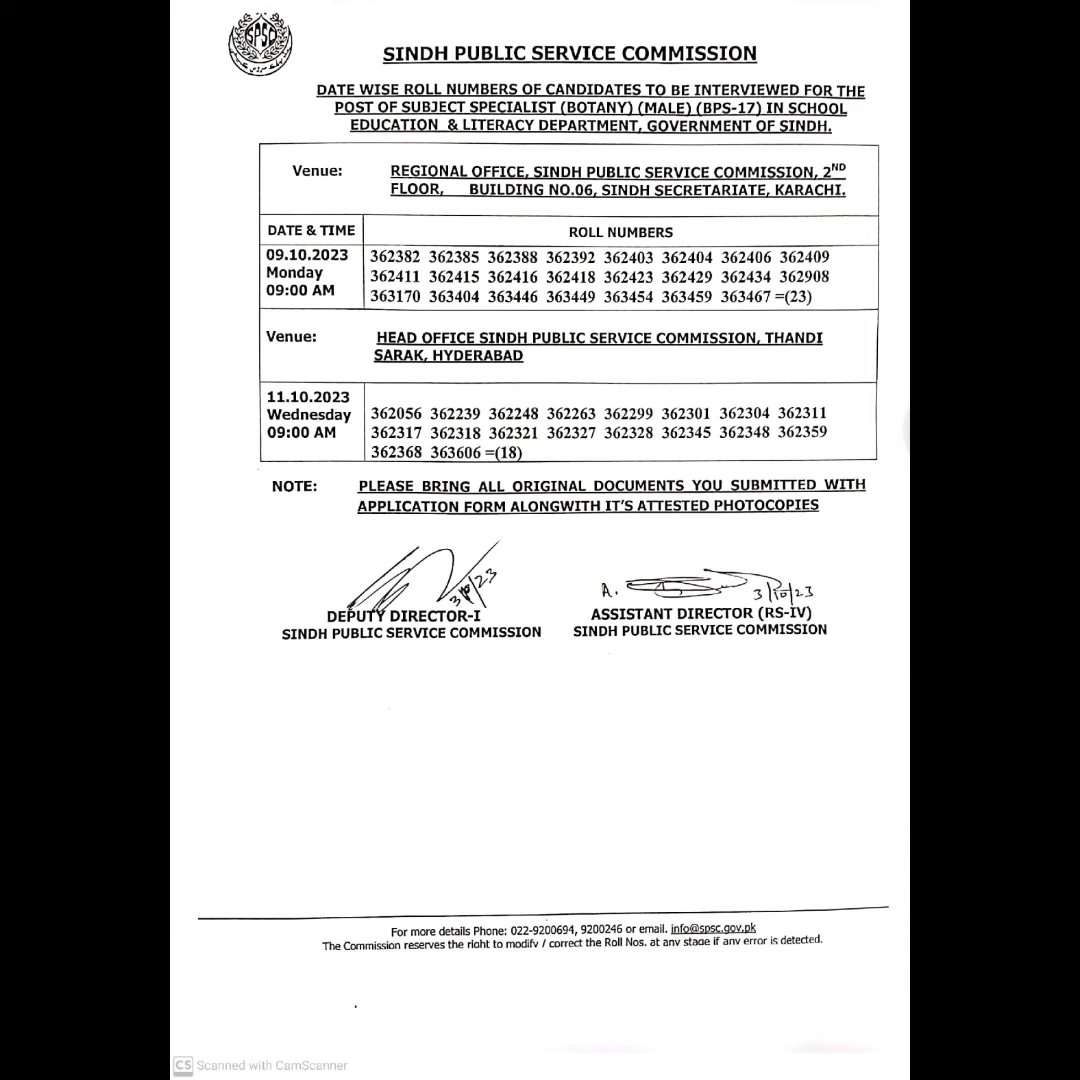 SPSC
SINDH PUBLIC SERVICE COMMISSION
DATE WISE ROLL NUMBERS OF CANDIDATES TO BE INTERVIEWED FOR THE
POST OF SUBJECT SPECIALIST (BOTANY) (MALE) (BPS-17) IN SCHOOL
EDUCATION & LITERACY DEPARTMENT, GOVERNMENT OF SINDH.
Venue: REGIONAL OFFICE, SINDH PUBLIC SERVICE COMMISSION, 2ND
FLOOR, BUILDING NO.06, SINDH SECRETARIATE, KARACHI.
DATE & TIME ROLL NUMBERS
09.10.2023 362382 362385 362388 362392 362403 362404 362406 362409
Monday 362411 362415 362416 362418 362423 362429 362434 362908
09:00 AM 363170 363404 363446 363449 363454 363459 363467 =(23)
Venue: HEAD OFFICE SINDH PUBLIC SERVICE COMMISSION, THANDI
SARAK, HYDERABAD
11.10.2023
Wednesday 362056 362239 362248 362263 362299 362301 362304 362311
09:00 AM 362317 362318 362321 362327 362328 362345 362348 362359
362368 363606 =(18)
NOTE: PLEASE BRING ALL ORIGINAL DOCUMENTS YOU SUBMITTED WITH
APPLICATION FORM ALONGWITH IT'S ATTESTED PHOTOCOPIES
3/10/23
A. 3/10/23
DEPUTY DIRECTOR-I
SINDH PUBLIC SERVICE COMMISSION
ASSISTANT DIRECTOR (RS-IV)
SINDH PUBLIC SERVICE COMMISSION
For more details Phone: 022-9200694, 9200246 or email. info@spsc.gov.pk
The Commission reserves the right to modify / correct the Roll Nos. at any stage if any error is detected.
CS Scanned with CamScanner